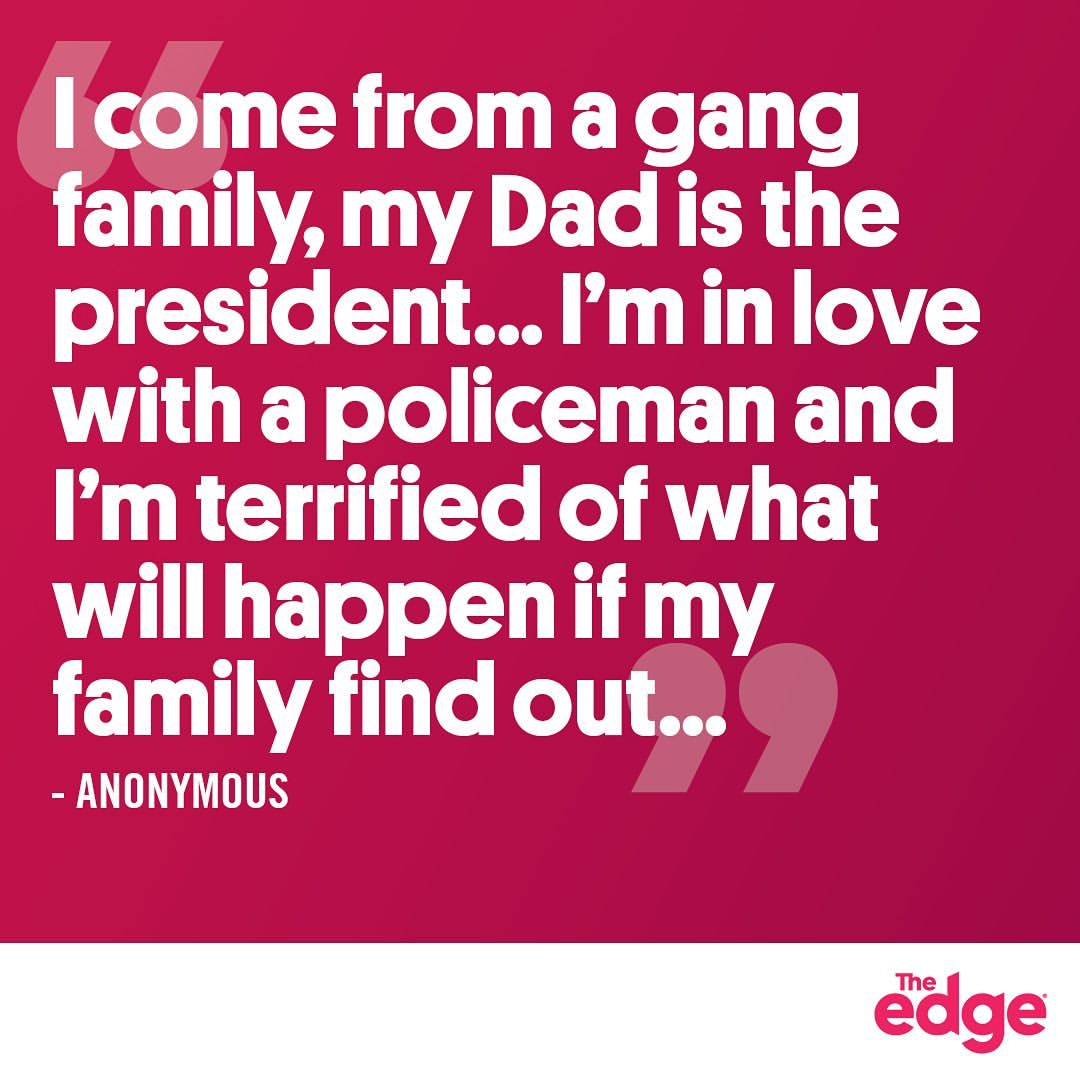 I come from a gang
family, my Dad is the
president... I'm in love
with a policeman and
I'm terrified of what
will happen if my
family find out...
- ANONYMOUS
The
edge